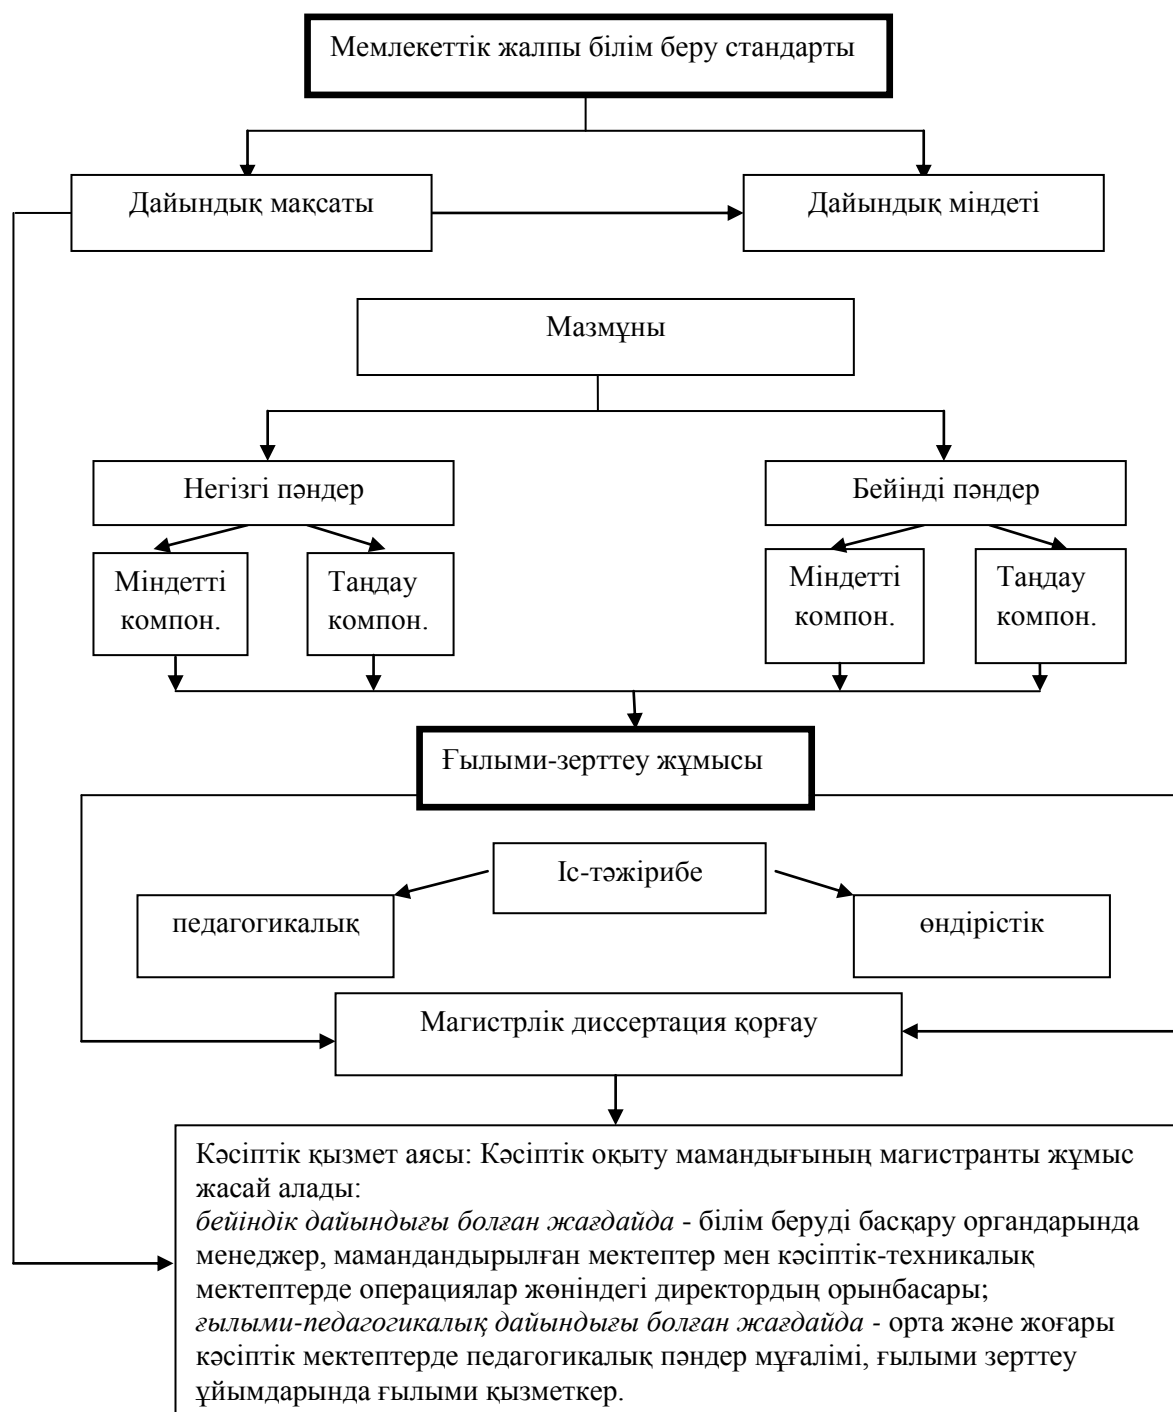 Мемлекеттік жалпы білім беру стандарты
Дайындық мақсаты
Дайындық міндеті
Мазмұны
Негізгі пәндер
Бейінді пәндер
Міндетті
компон.
Таңдау
компон.
Міндетті
компон.
Таңдау
компон.
Ғылыми-зерттеу жұмысы
Іс-тәжірибе
педагогикалық
өндірістік
Магистрлік диссертация қорғау
Кәсіптік қызмет аясы: Кәсіптік оқыту мамандығының магистранты жұмыс
жасай алады:
бейіндік дайындығы болған жағдайда - білім беруді басқару органдарында
менеджер, мамандандырылған мектептер мен кәсіптік-техникалық
мектептерде операциялар жөніндегі директордың орынбасары;
ғылыми-педагогикалық дайындығы болған жағдайда - орта және жоғары
кәсіптік мектептерде педагогикалық пәндер мұғалімі, ғылыми зерттеу
ұйымдарында ғылыми қызметкер.